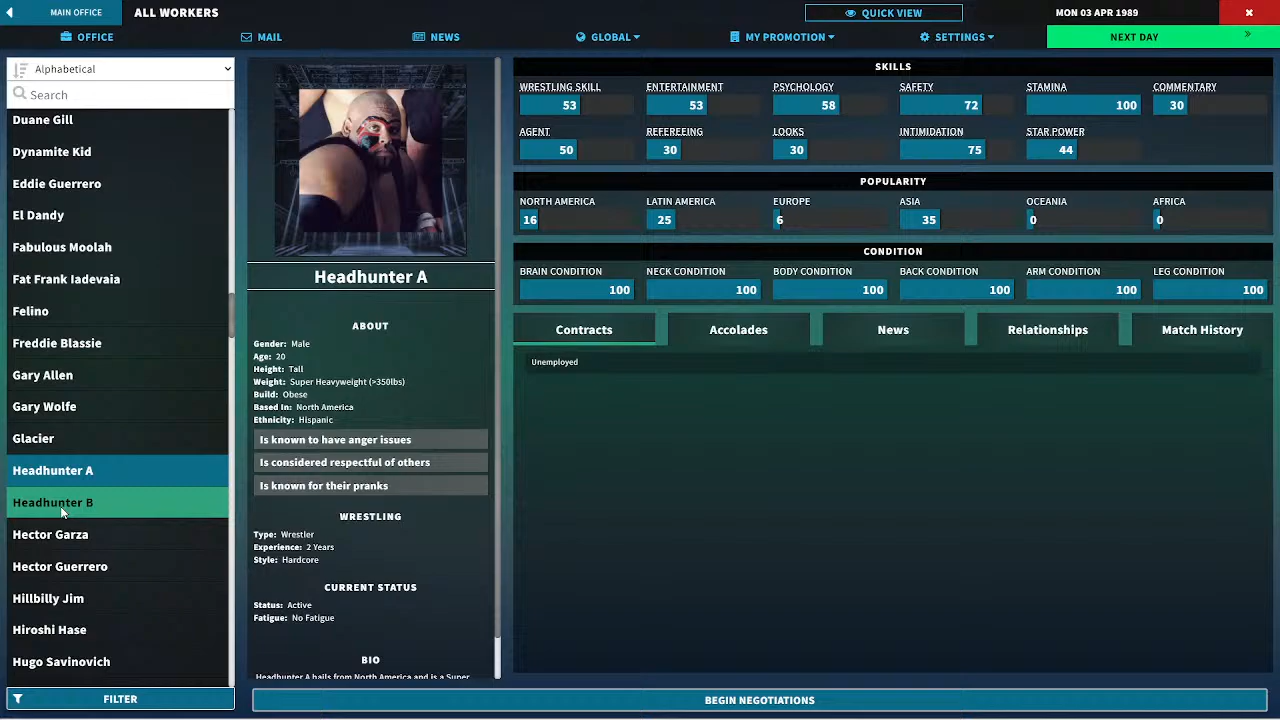 MAIN OFFICE
ALL WORKERS
QUICK VIEW
MON 03 APR 1989
OFFICE
MAIL
NEWS
GLOBAL
MY PROMOTION
SETTINGS
NEXT DAY
Alphabetical
Search
Duane Gill
Dynamite Kid
Eddie Guerrero
El Dandy
Fabulous Moolah
Fat Frank Iadevaia
Felino
Freddie Blassie
Gary Allen
Gary Wolfe
Glacier
Headhunter A
Headhunter B
Hector Garza
Hector Guerrero
Hillbilly Jim
Hiroshi Hase
Hugo Savinovich
FILTER
Headhunter A
ABOUT
Gender: Male
Age: 20
Height: Tall
Weight: Super Heavyweight (>350lbs)
Build: Obese
Based In: North America
Ethnicity: Hispanic
Is known to have anger issues
Is considered respectful of others
Is known for their pranks
WRESTLING
Type: Wrestler
Experience: 2 Years
Style: Hardcore
CURRENT STATUS
Status: Active
Fatigue: No Fatigue
BIO
Headhunter A hails from North America and is a Super
SKILLS
WRESTLING SKILL ENTERTAINMENT PSYCHOLOGY SAFETY STAMINA COMMENTARY
53 53 58 72 100 30
AGENT REFEREEING LOOKS INTIMIDATION STAR POWER
50 30 30 75 44
POPULARITY
NORTH AMERICA LATIN AMERICA EUROPE ASIA OCEANIA AFRICA
16 25 6 35 0 0
CONDITION
BRAIN CONDITION NECK CONDITION BODY CONDITION BACK CONDITION ARM CONDITION LEG CONDITION
100 100 100 100 100 100
Contracts Accolades News Relationships Match History
Unemployed
BEGIN NEGOTIATIONS